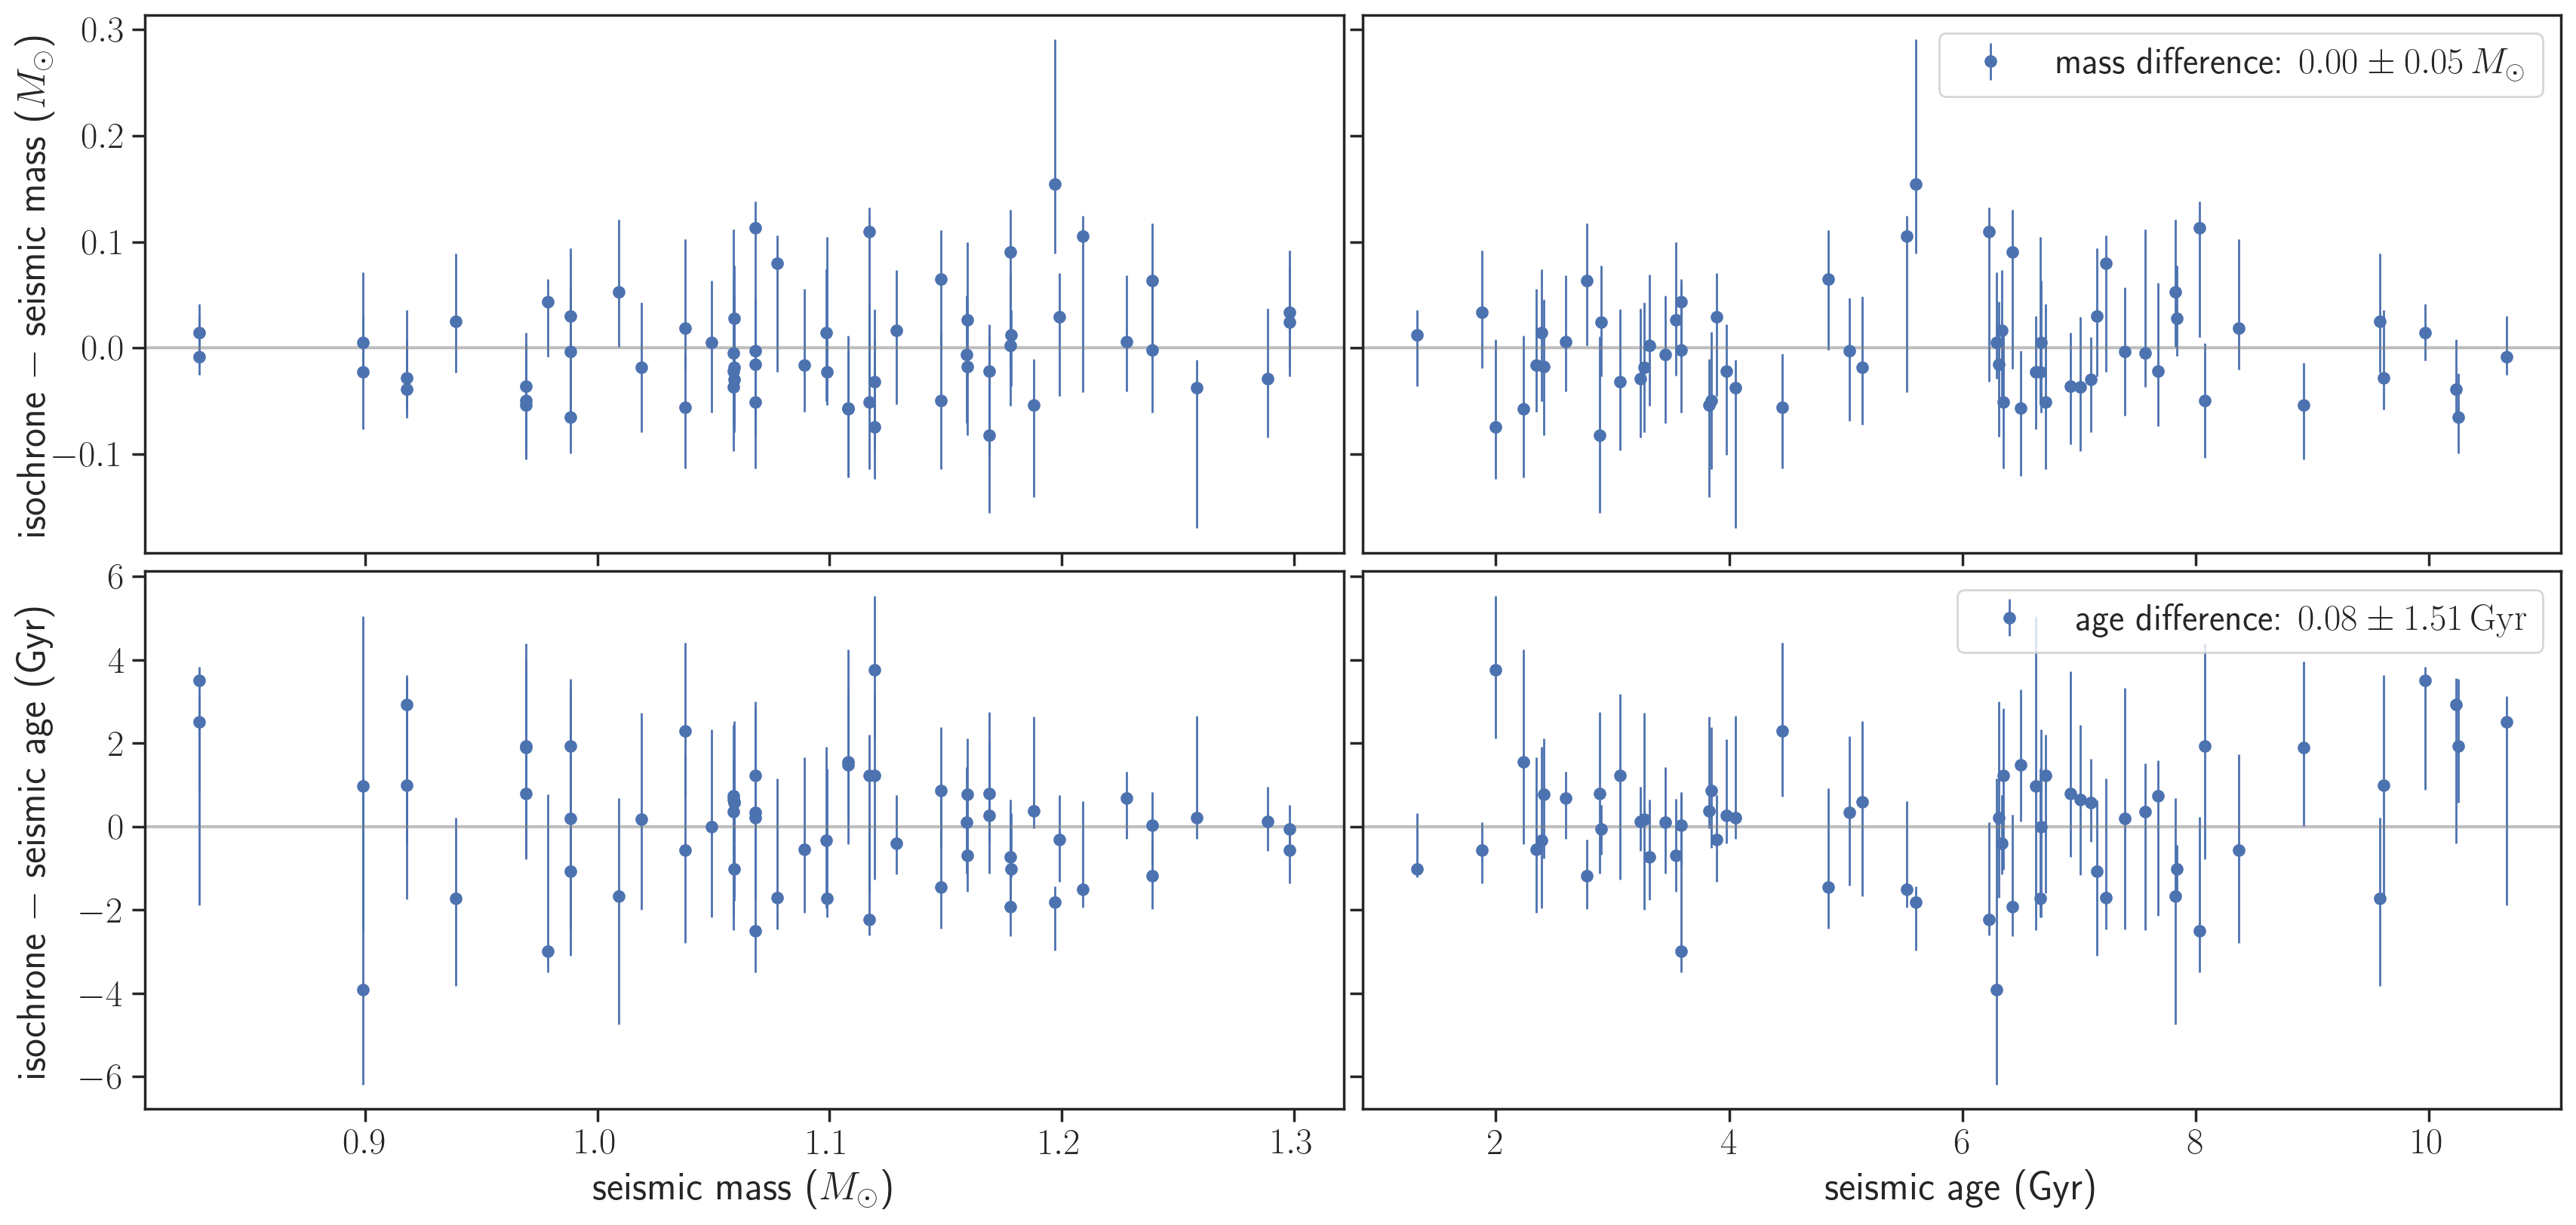 isochrone − seismic mass (M⊙)
0.3
0.2
0.1
0.0
−0.1
mass difference: 0.00 ± 0.05 M⊙
isochrone − seismic age (Gyr)
6
4
2
0
−2
−4
−6
age difference: 0.08 ± 1.51 Gyr
0.9 1.0 1.1 1.2 1.3
2 4 6 8 10
seismic mass (M⊙)
seismic age (Gyr)